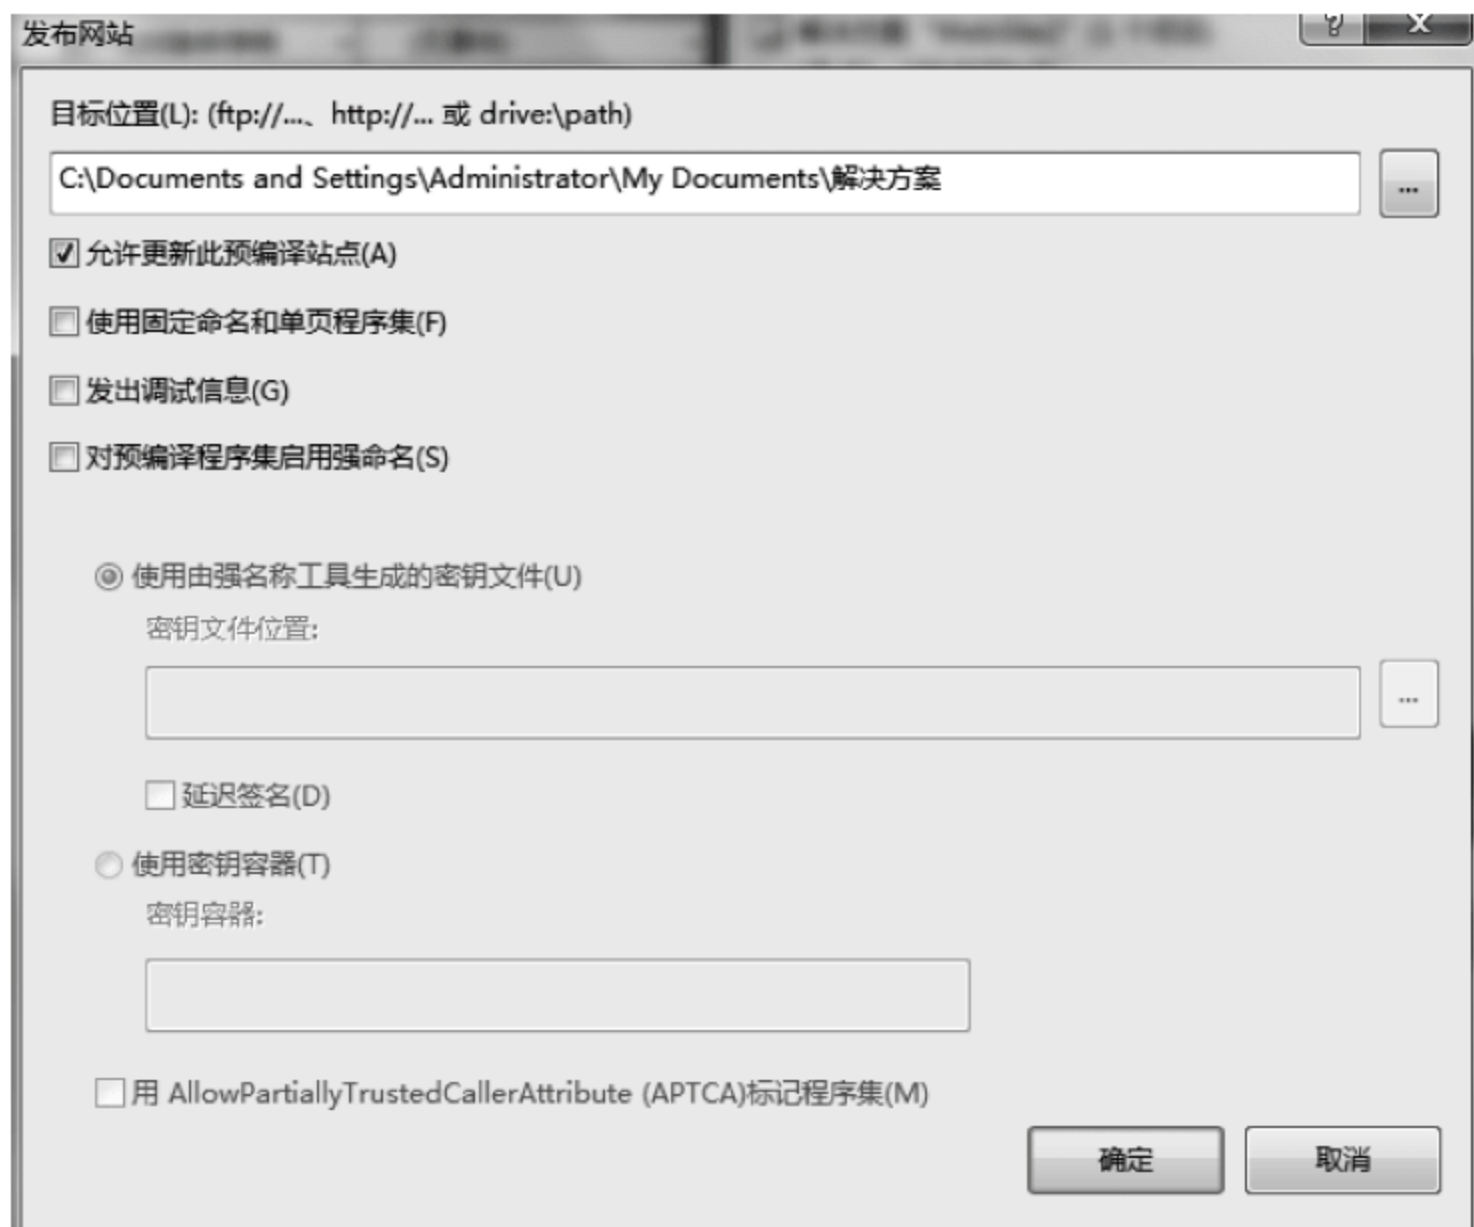 发布网站
目标位置(L): (ftp://...、http://... 或 drive:\path)
C:\Documents and Settings\Administrator\My Documents\解决方案
...
允许更新此预编译站点(A)
使用固定命名和单页程序集(F)
发出调试信息(G)
对预编译程序集启用强命名(S)
使用由强名称工具生成的密钥文件(U)
密钥文件位置:
...
延迟签名(D)
使用密钥容器(T)
密钥容器:
用 AllowPartiallyTrustedCallerAttribute (APTCA)标记程序集(M)
确定 取消